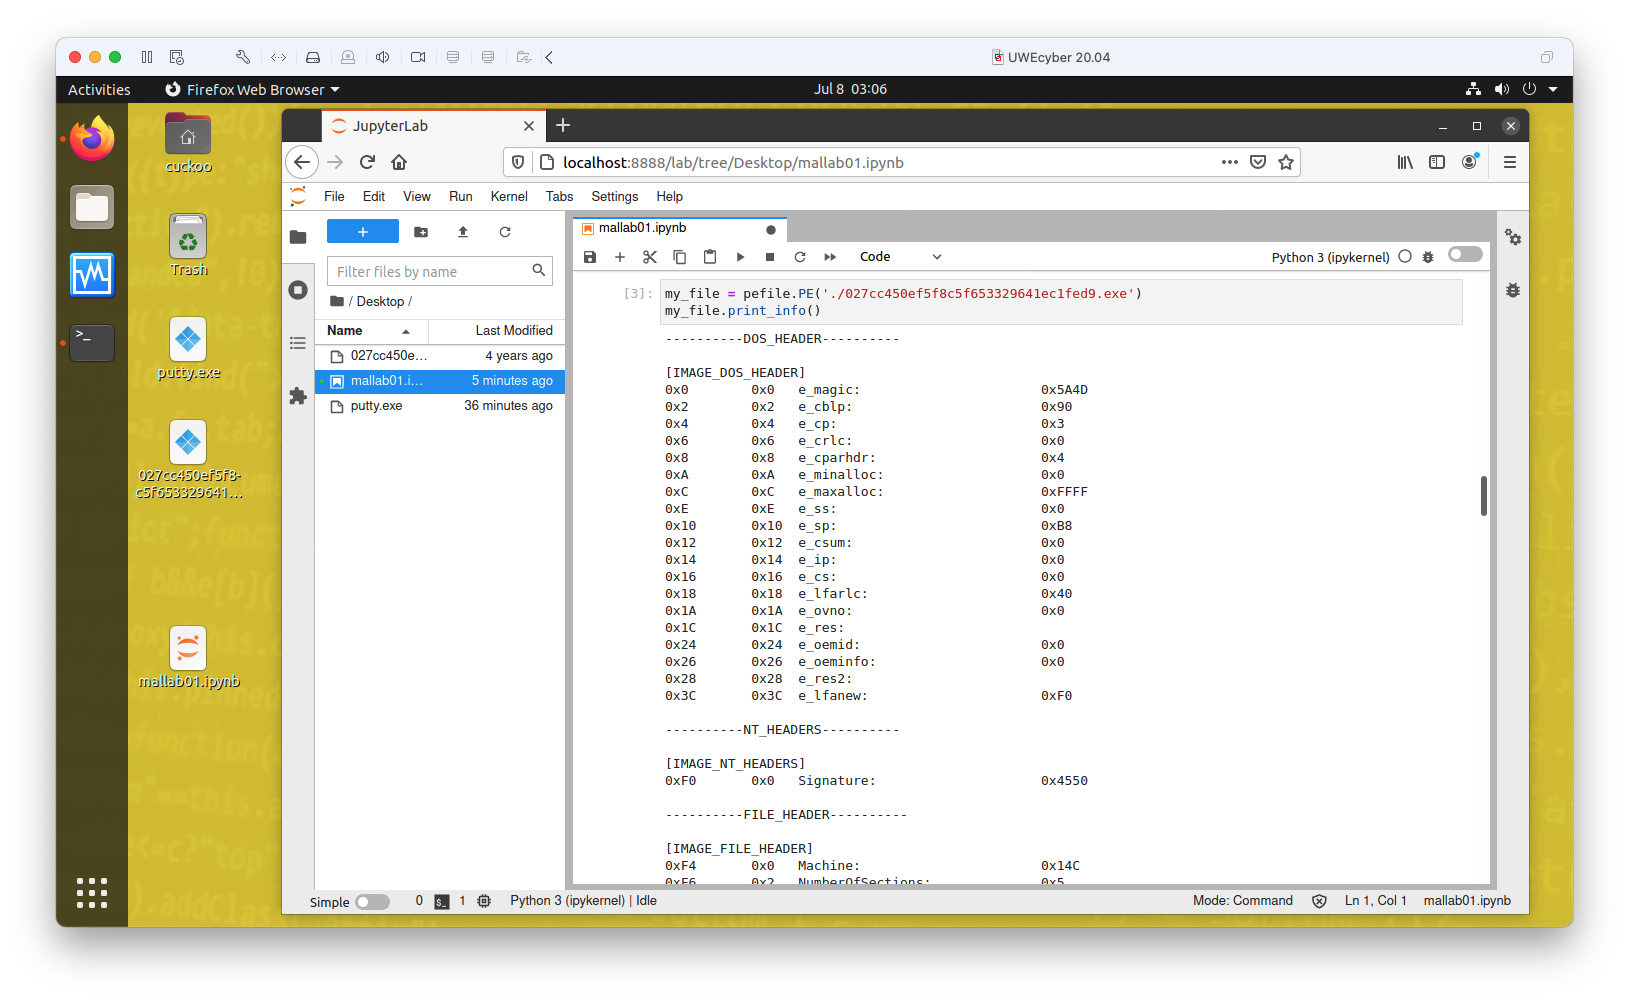 UWEcyber 20.04
Activities
Firefox Web Browser
Jul 8 03:06
cuckoo
Trash
putty.exe
027cc450ef5f8-
c5f653329641...
mallab01.ipynb
JupyterLab
localhost:8888/lab/tree/Desktop/mallab01.ipynb
File Edit View Run Kernel Tabs Settings Help
Filter files by name
/ Desktop /
Name Last Modified
027cc450e... 4 years ago
mallab01.i... 5 minutes ago
putty.exe 36 minutes ago
mallab01.ipynb
Code
Python 3 (ipykernel)
[3]: my_file = pefile.PE('./027cc450ef5f8c5f653329641ec1fed9.exe')
my_file.print_info()
----------DOS_HEADER----------
[IMAGE_DOS_HEADER]
0x0 0x0 e_magic: 0x5A4D
0x2 0x2 e_cblp: 0x90
0x4 0x4 e_cp: 0x3
0x6 0x6 e_crlc: 0x0
0x8 0x8 e_cparhdr: 0x4
0xA 0xA e_minalloc: 0x0
0xC 0xC e_maxalloc: 0xFFFF
0xE 0xE e_ss: 0x0
0x10 0x10 e_sp: 0xB8
0x12 0x12 e_csum: 0x0
0x14 0x14 e_ip: 0x0
0x16 0x16 e_cs: 0x0
0x18 0x18 e_lfarlc: 0x40
0x1A 0x1A e_ovno: 0x0
0x1C 0x1C e_res:
0x24 0x24 e_oemid: 0x0
0x26 0x26 e_oeminfo: 0x0
0x28 0x28 e_res2:
0x3C 0x3C e_lfanew: 0xF0
----------NT_HEADERS----------
[IMAGE_NT_HEADERS]
0xF0 0x0 Signature: 0x4550
----------FILE_HEADER----------
[IMAGE_FILE_HEADER]
0xF4 0x0 Machine: 0x14C
0xF6 0x2 NumberOfSections: 0x5
Simple 0 1 Python 3 (ipykernel) | Idle
Mode: Command Ln 1, Col 1 mallab01.ipynb